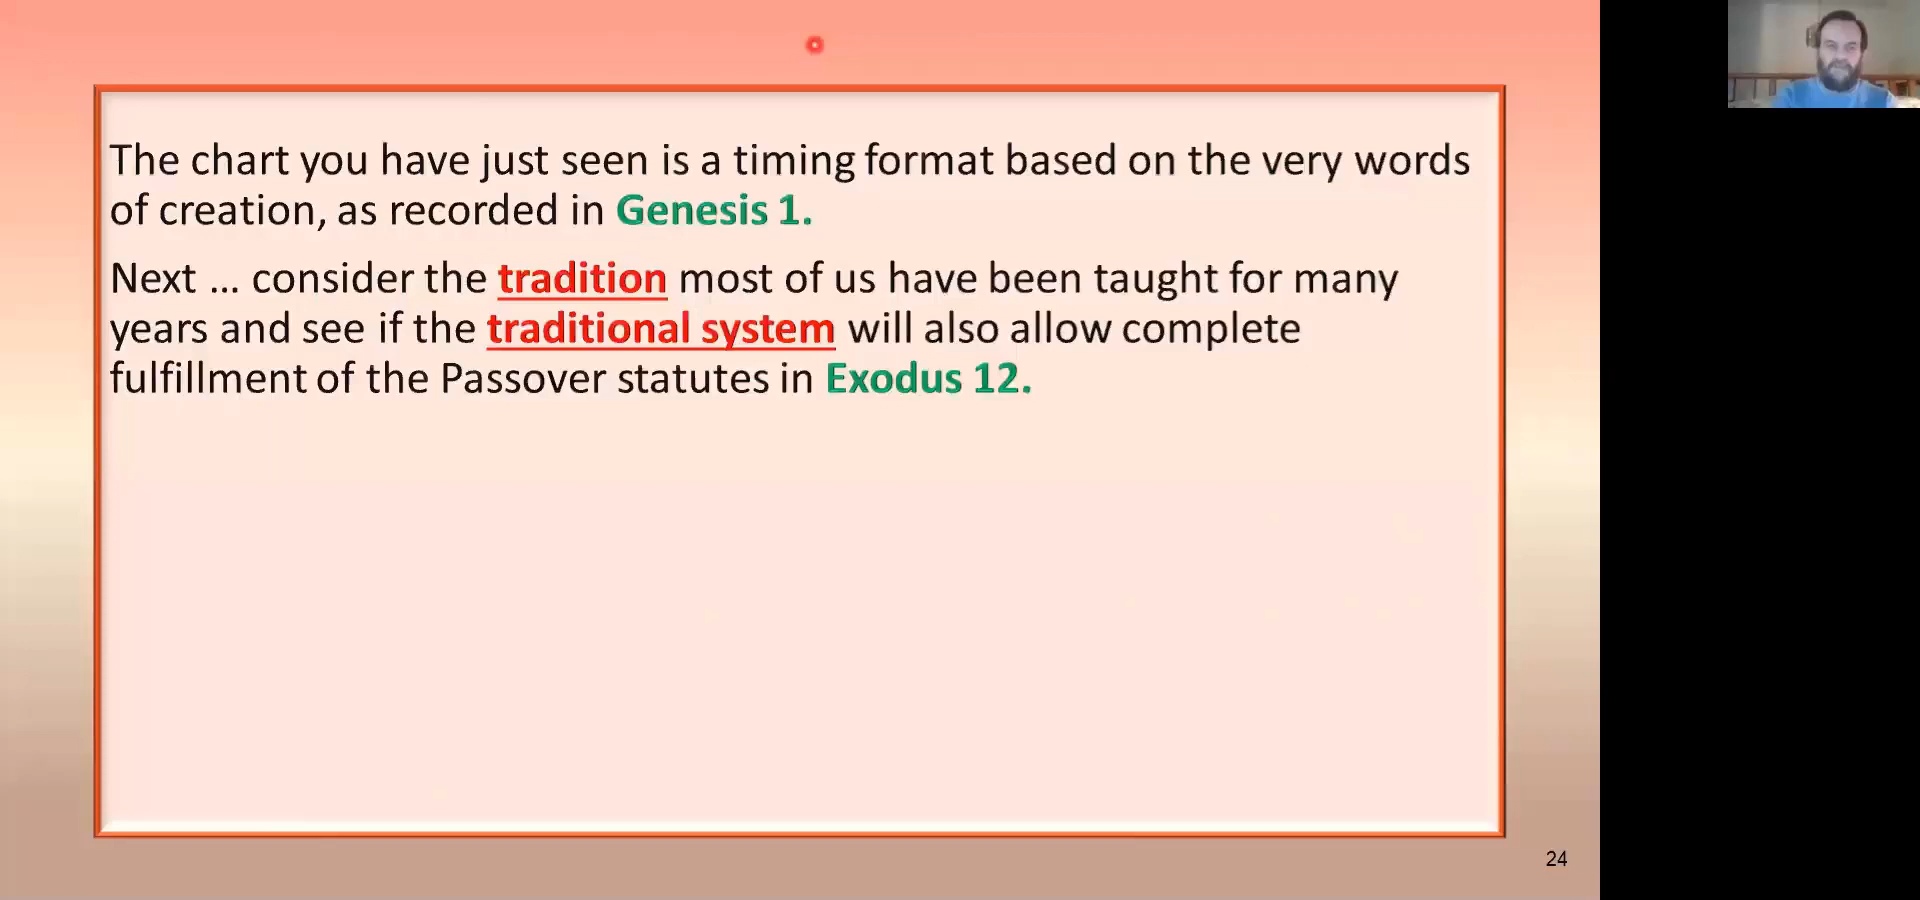 The chart you have just seen is a timing format based on the very words
of creation, as recorded in Genesis 1.
Next ... consider the tradition most of us have been taught for many
years and see if the traditional system will also allow complete
fulfillment of the Passover statutes in Exodus 12.
24